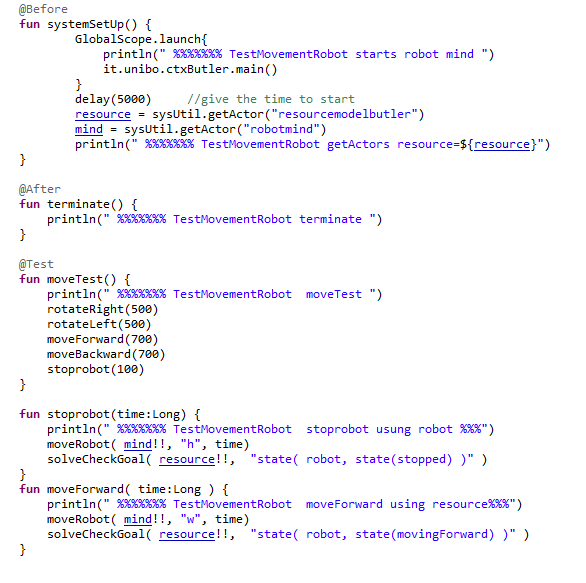 @Before
fun systemSetUp() {
        GlobalScope.launch{
            println(" %%%%%%% TestMovementRobot starts robot mind ")
            it.unibo.ctxButler.main()
        }
        delay(5000)     //give the time to start
        resource = sysUtil.getActor("resourcemodelbutler")
        mind = sysUtil.getActor("robotmind")
        println(" %%%%%%% TestMovementRobot getActors resource=${resource}")
}

@After
fun terminate() {
    println(" %%%%%%% TestMovementRobot terminate ")
}

@Test
fun moveTest() {
    println(" %%%%%%% TestMovementRobot  moveTest ")
    rotateRight(500)
    rotateLeft(500)
    moveForward(700)
    moveBackward(700)
    stoprobot(100)
}

fun stoprobot(time:Long) {
    println(" %%%%%%% TestMovementRobot  stoprobot usung robot %%%")
    moveRobot( mind!!, "h", time)
    solveCheckGoal( resource!!,  "state( robot, state(stopped) )" )
}
fun moveForward( time:Long ) {
    println(" %%%%%%% TestMovementRobot  moveForward using resource%%%")
    moveRobot( mind!!, "w", time)
    solveCheckGoal( resource!!,  "state( robot, state(movingForward) )" )
}